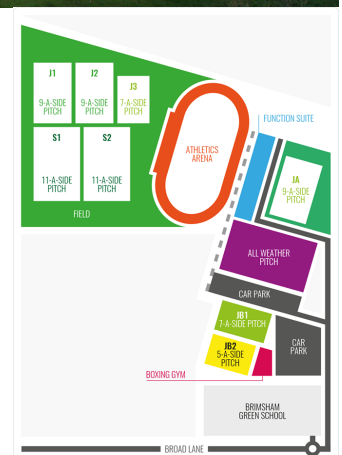 J1
9-A-SIDE
PITCH
J2
9-A-SIDE
PITCH
J3
7-A-SIDE
PITCH
S1
11-A-SIDE
PITCH
S2
11-A-SIDE
PITCH
FIELD
ATHLETICS
ARENA
FUNCTION SUITE
JA
9-A-SIDE
PITCH
ALL WEATHER
PITCH
CAR PARK
JB1
7-A-SIDE PITCH
JB2
5-A-SIDE
PITCH
CAR
PARK
BOXING GYM
BRIMSHAM
GREEN SCHOOL
BROAD LANE